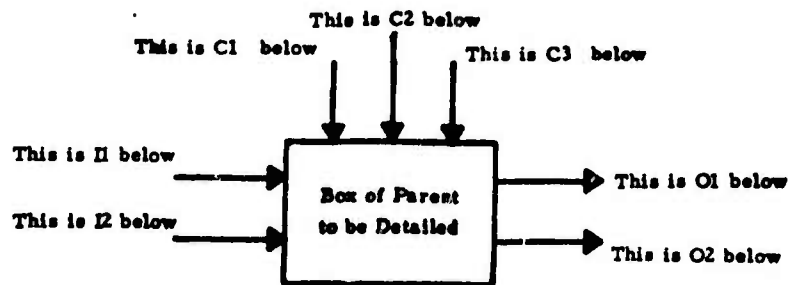 This is C2 below
This is C1 below
This is C3 below
This is I1 below
Box of Parent
to be Detailed
This is O1 below
This is I2 below
This is O2 below